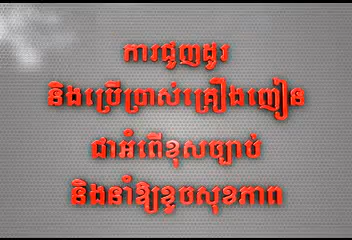 ការជួញដូរ
និងប្រើប្រាស់គ្រឿងញៀន
ជាអំពើខុសច្បាប់
និងនាំឱ្យខូចសុខភាព